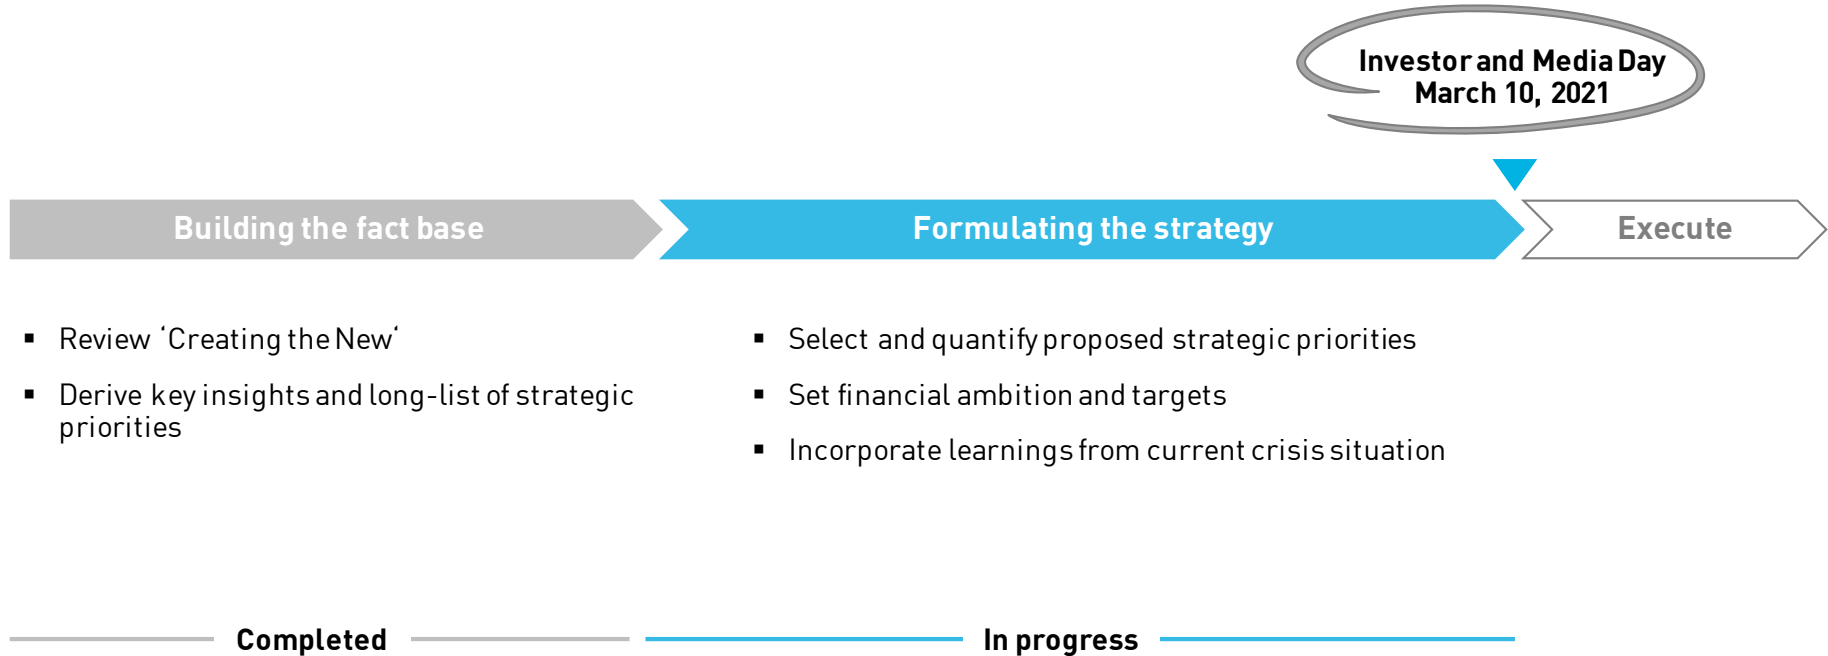 Investor and Media Day
March 10, 2021
Building the fact base
Formulating the strategy
Execute
▪ Review ‘Creating the New‘
▪ Derive key insights and long-list of strategic
priorities
▪ Select and quantify proposed strategic priorities
▪ Set financial ambition and targets
▪ Incorporate learnings from current crisis situation
Completed
In progress